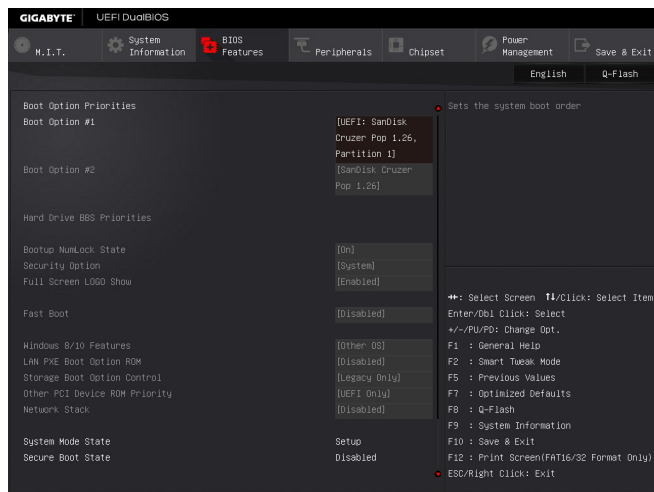 GIGABYTE™ UEFI DualBIOS
M.I.T.
System Information
BIOS Features
Peripherals
Chipset
Power Management
Save & Exit
English
Q-Flash
Boot Option Priorities
Boot Option #1 [UEFI: SanDisk
Cruzer Pop 1.26,
Partition 1]
Boot Option #2 [SanDisk Cruzer
Pop 1.26]
Hard Drive BBS Priorities
Bootup NumLock State [On]
Security Option [System]
Full Screen LOGO Show [Enabled]
Fast Boot [Disabled]
Windows 8/10 Features [Other OS]
LAN PXE Boot Option ROM [Disabled]
Storage Boot Option Control [Legacy Only]
Other PCI Device ROM Priority [UEFI Only]
Network Stack [Disabled]
System Mode State Setup
Secure Boot State Disabled
Sets the system boot order
→←: Select Screen ↑↓/Click: Select Item
Enter/Dbl Click: Select
+/-/PU/PD: Change Opt.
F1 : General Help
F2 : Smart Tweak Mode
F5 : Previous Values
F7 : Optimized Defaults
F8 : Q-Flash
F9 : System Information
F10 : Save & Exit
F12 : Print Screen(FAT16/32 Format Only)
ESC/Right Click: Exit